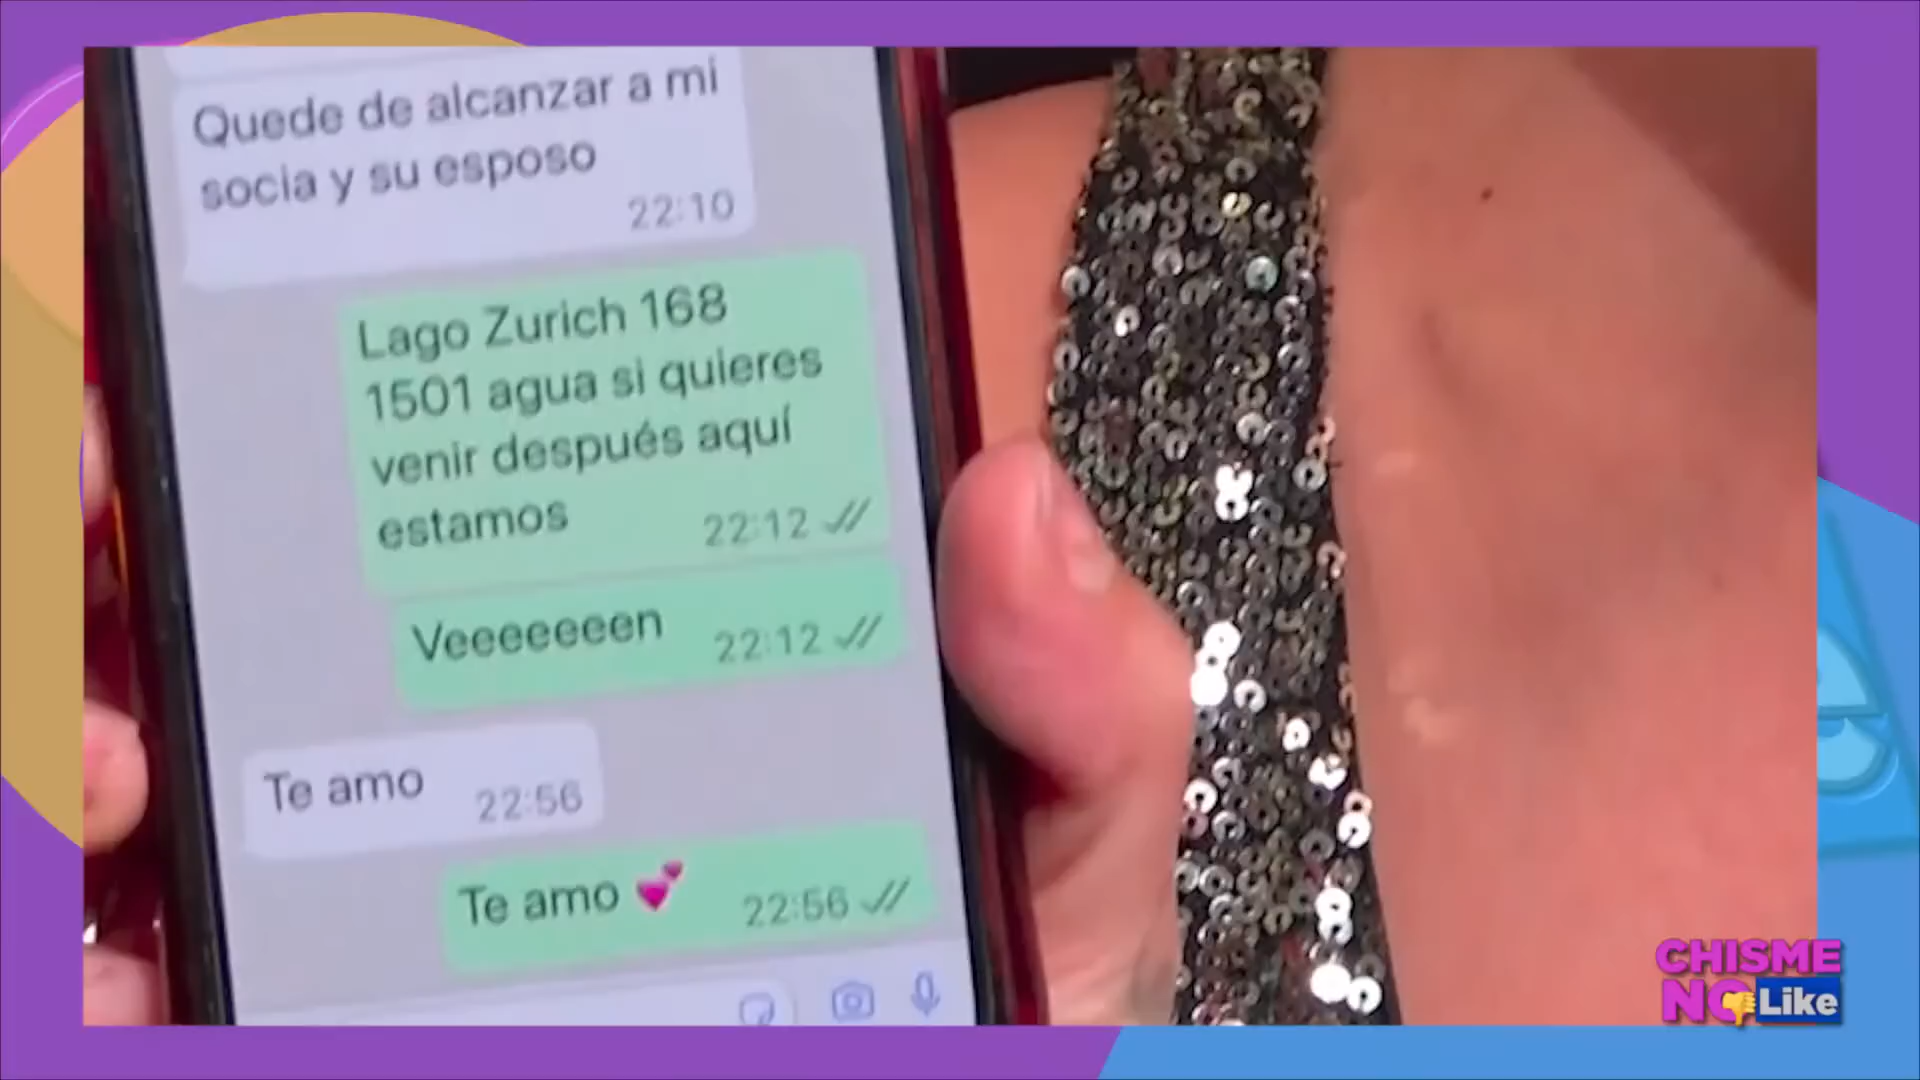 Quede de alcanzar a mi
socia y su esposo
22:10
Lago Zurich 168
1501 agua si quieres
venir después aquí
estamos
22:12
Veeeeeeen
22:12
Te amo
22:56
Te amo 💕
22:56
CHISME
NO Like